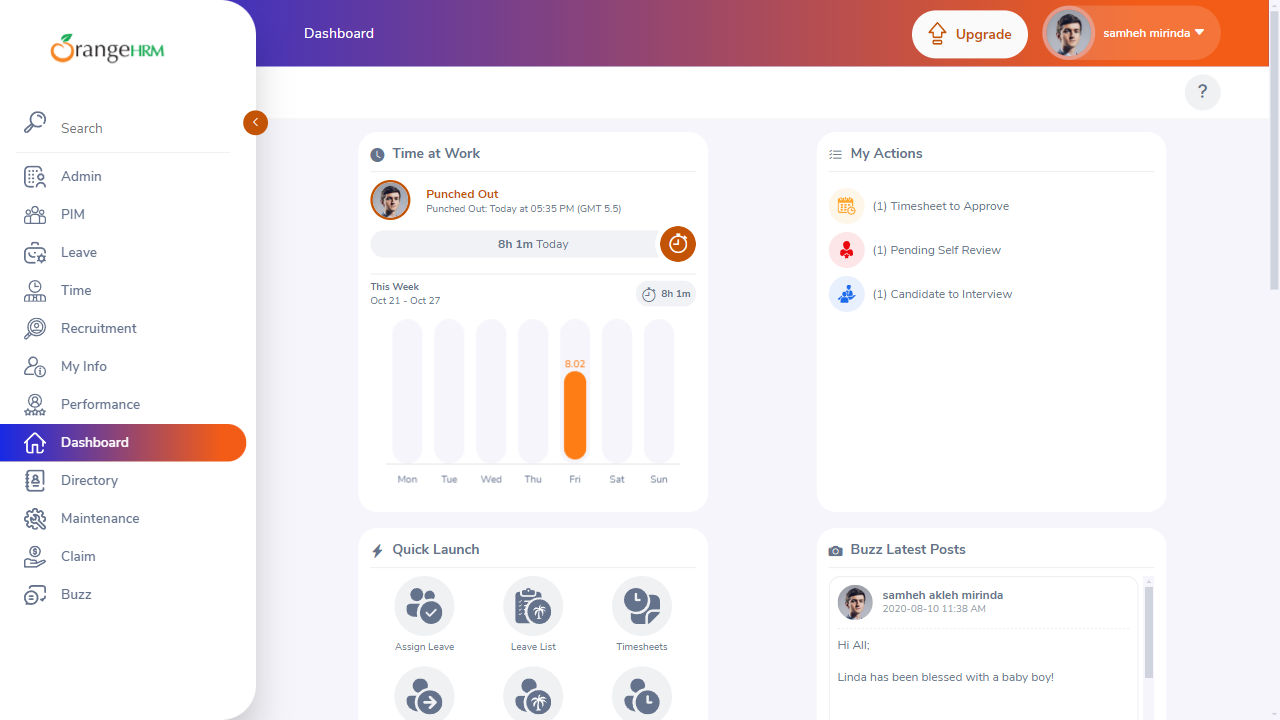 OrangeHRM
Search
Admin
PIM
Leave
Time
Recruitment
My Info
Performance
Dashboard
Directory
Maintenance
Claim
Buzz
Dashboard
Upgrade
samheh mirinda
?
Time at Work
Punched Out
Punched Out: Today at 05:35 PM (GMT 5.5)
8h 1m Today
This Week
Oct 21 - Oct 27
8h 1m
8.02
Mon Tue Wed Thu Fri Sat Sun
My Actions
(1) Timesheet to Approve
(1) Pending Self Review
(1) Candidate to Interview
Quick Launch
Assign Leave
Leave List
Timesheets
Buzz Latest Posts
samheh akleh mirinda
2020-08-10 11:38 AM
Hi All;
Linda has been blessed with a baby boy!